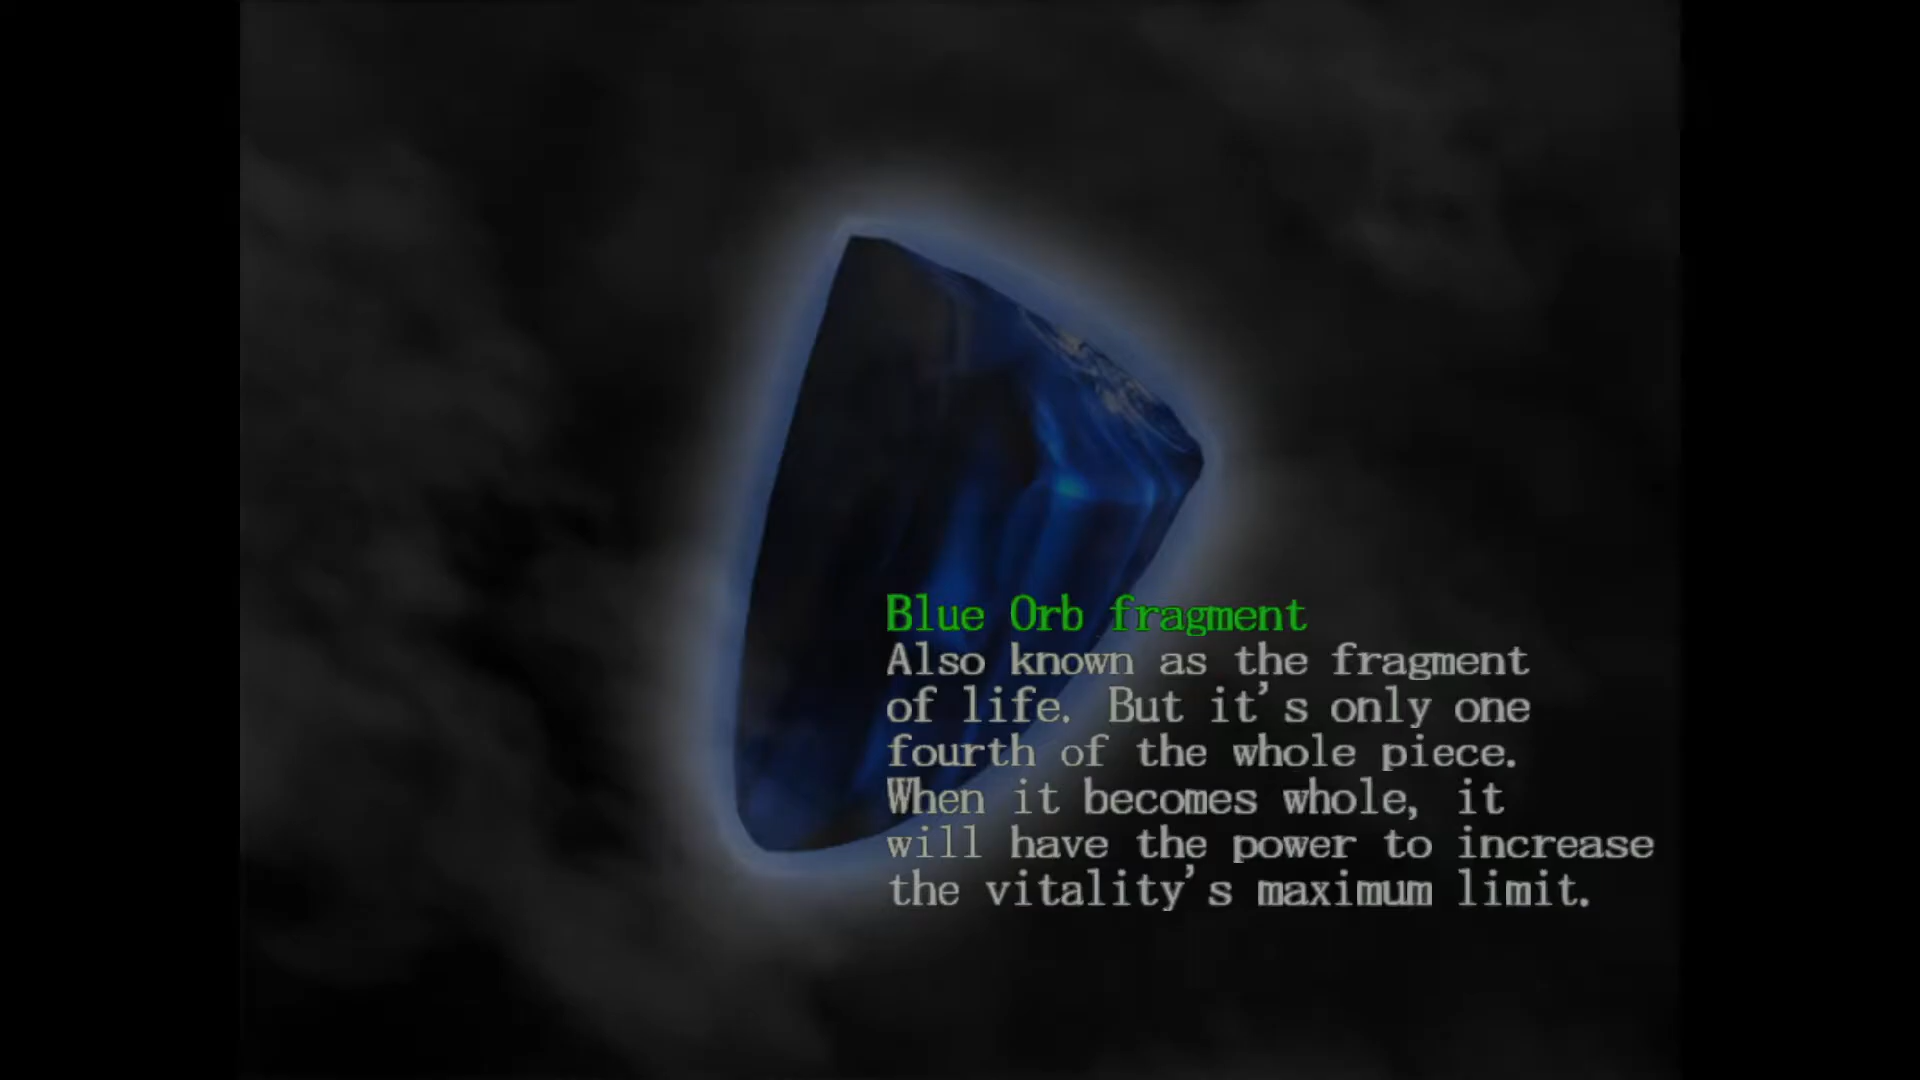 Blue Orb fragment
Also known as the fragment
of life. But it's only one
fourth of the whole piece.
When it becomes whole, it
will have the power to increase
the vitality's maximum limit.